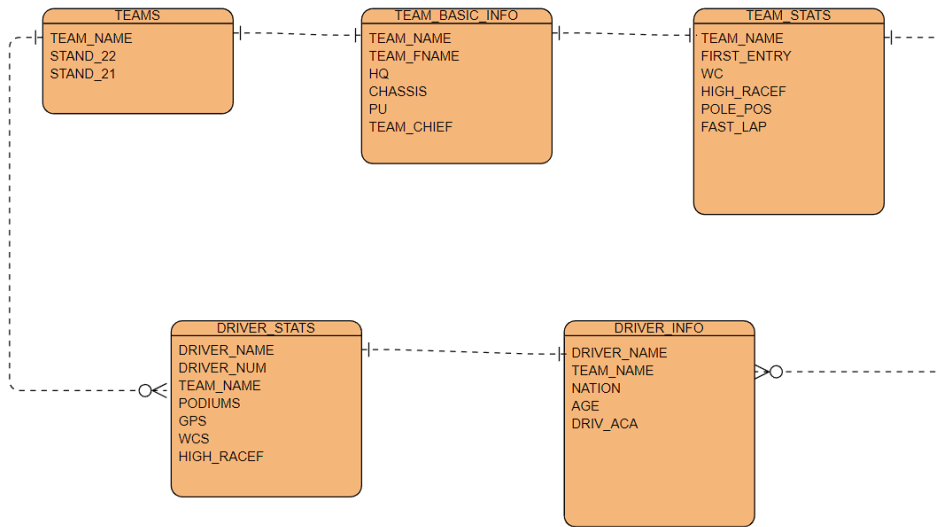 TEAMS
TEAM_NAME
STAND_22
STAND_21
TEAM_BASIC_INFO
TEAM_NAME
TEAM_FNAME
HQ
CHASSIS
PU
TEAM_CHIEF
TEAM_STATS
TEAM_NAME
FIRST_ENTRY
WC
HIGH_RACEF
POLE_POS
FAST_LAP
DRIVER_STATS
DRIVER_NAME
DRIVER_NUM
TEAM_NAME
PODIUMS
GPS
WCS
HIGH_RACEF
DRIVER_INFO
DRIVER_NAME
TEAM_NAME
NATION
AGE
DRIV_ACA